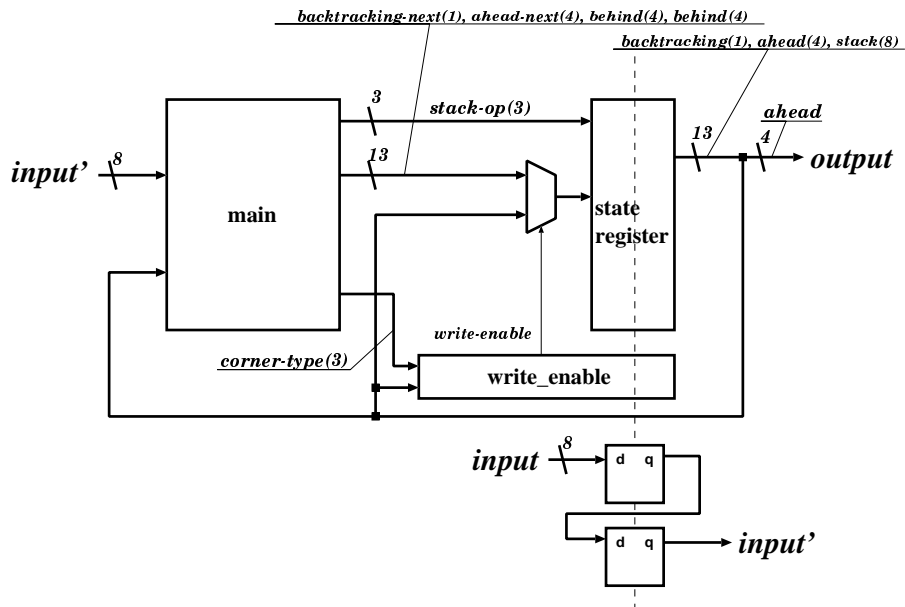 backtracking-next(1), ahead-next(4), behind(4), behind(4)
backtracking(1), ahead(4), stack(8)
3
stack-op(3)
ahead
13
13
4
output
input’
8
main
state
register
write-enable
corner-type(3)
write_enable
input
8
d q
d q
input’